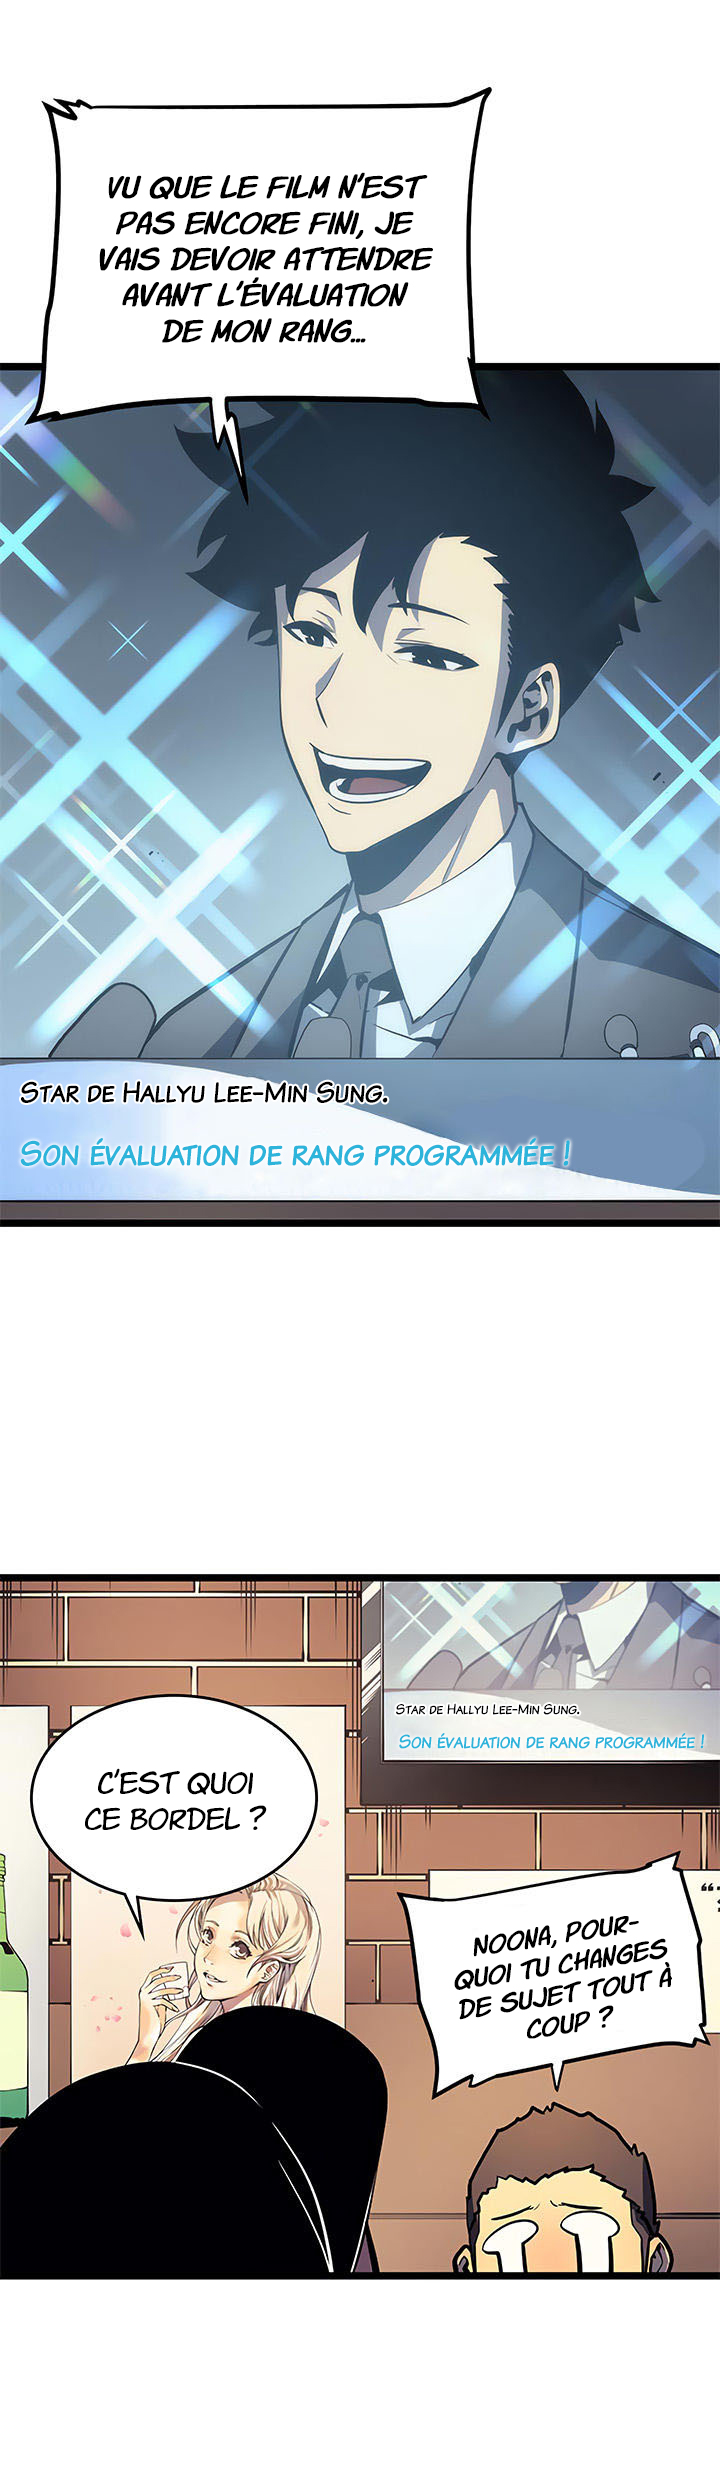 VU QUE LE FILM N'EST
PAS ENCORE FINI, JE
VAIS DEVOIR ATTENDRE
AVANT L'ÉVALUATION
DE MON RANG...
STAR DE HALLYU LEE-MIN SUNG.
SON ÉVALUATION DE RANG PROGRAMMÉE !
STAR DE HALLYU LEE-MIN SUNG.
SON ÉVALUATION DE RANG PROGRAMMÉE !
C'EST QUOI
CE BORDEL ?
NOONA, POUR-
QUOI TU CHANGES
DE SUJET TOUT À
COUP ?